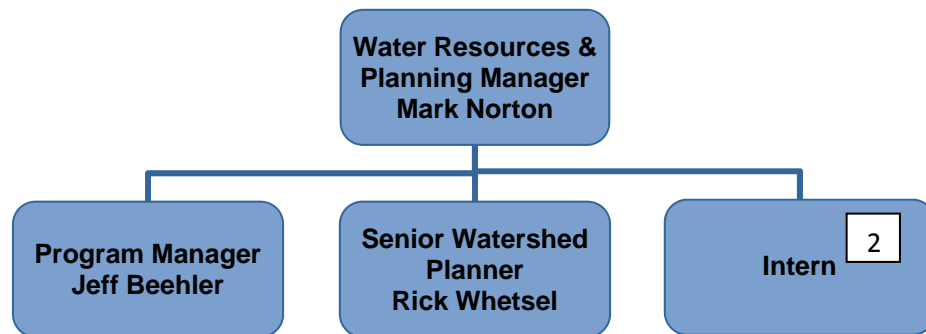 Water Resources &
Planning Manager
Mark Norton
Program Manager
Jeff Beehler
Senior Watershed
Planner
Rick Whetsel
Intern
2